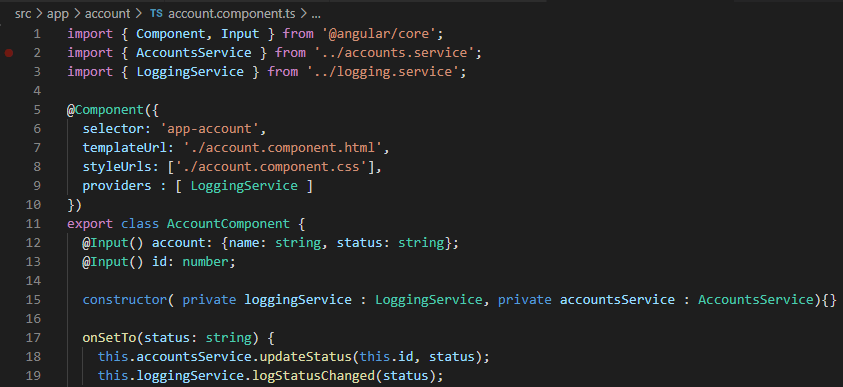 src > app > account > TS account.component.ts > ...
1 import { Component, Input } from '@angular/core';
2 import { AccountsService } from '../accounts.service';
3 import { LoggingService } from '../logging.service';
4
5 @Component({
6   selector: 'app-account',
7   templateUrl: './account.component.html',
8   styleUrls: ['./account.component.css'],
9   providers : [ LoggingService ]
10 })
11 export class AccountComponent {
12   @Input() account: {name: string, status: string};
13   @Input() id: number;
14
15   constructor( private loggingService : LoggingService, private accountsService : AccountsService){}
16
17   onSetTo(status: string) {
18     this.accountsService.updateStatus(this.id, status);
19     this.loggingService.logStatusChanged(status);